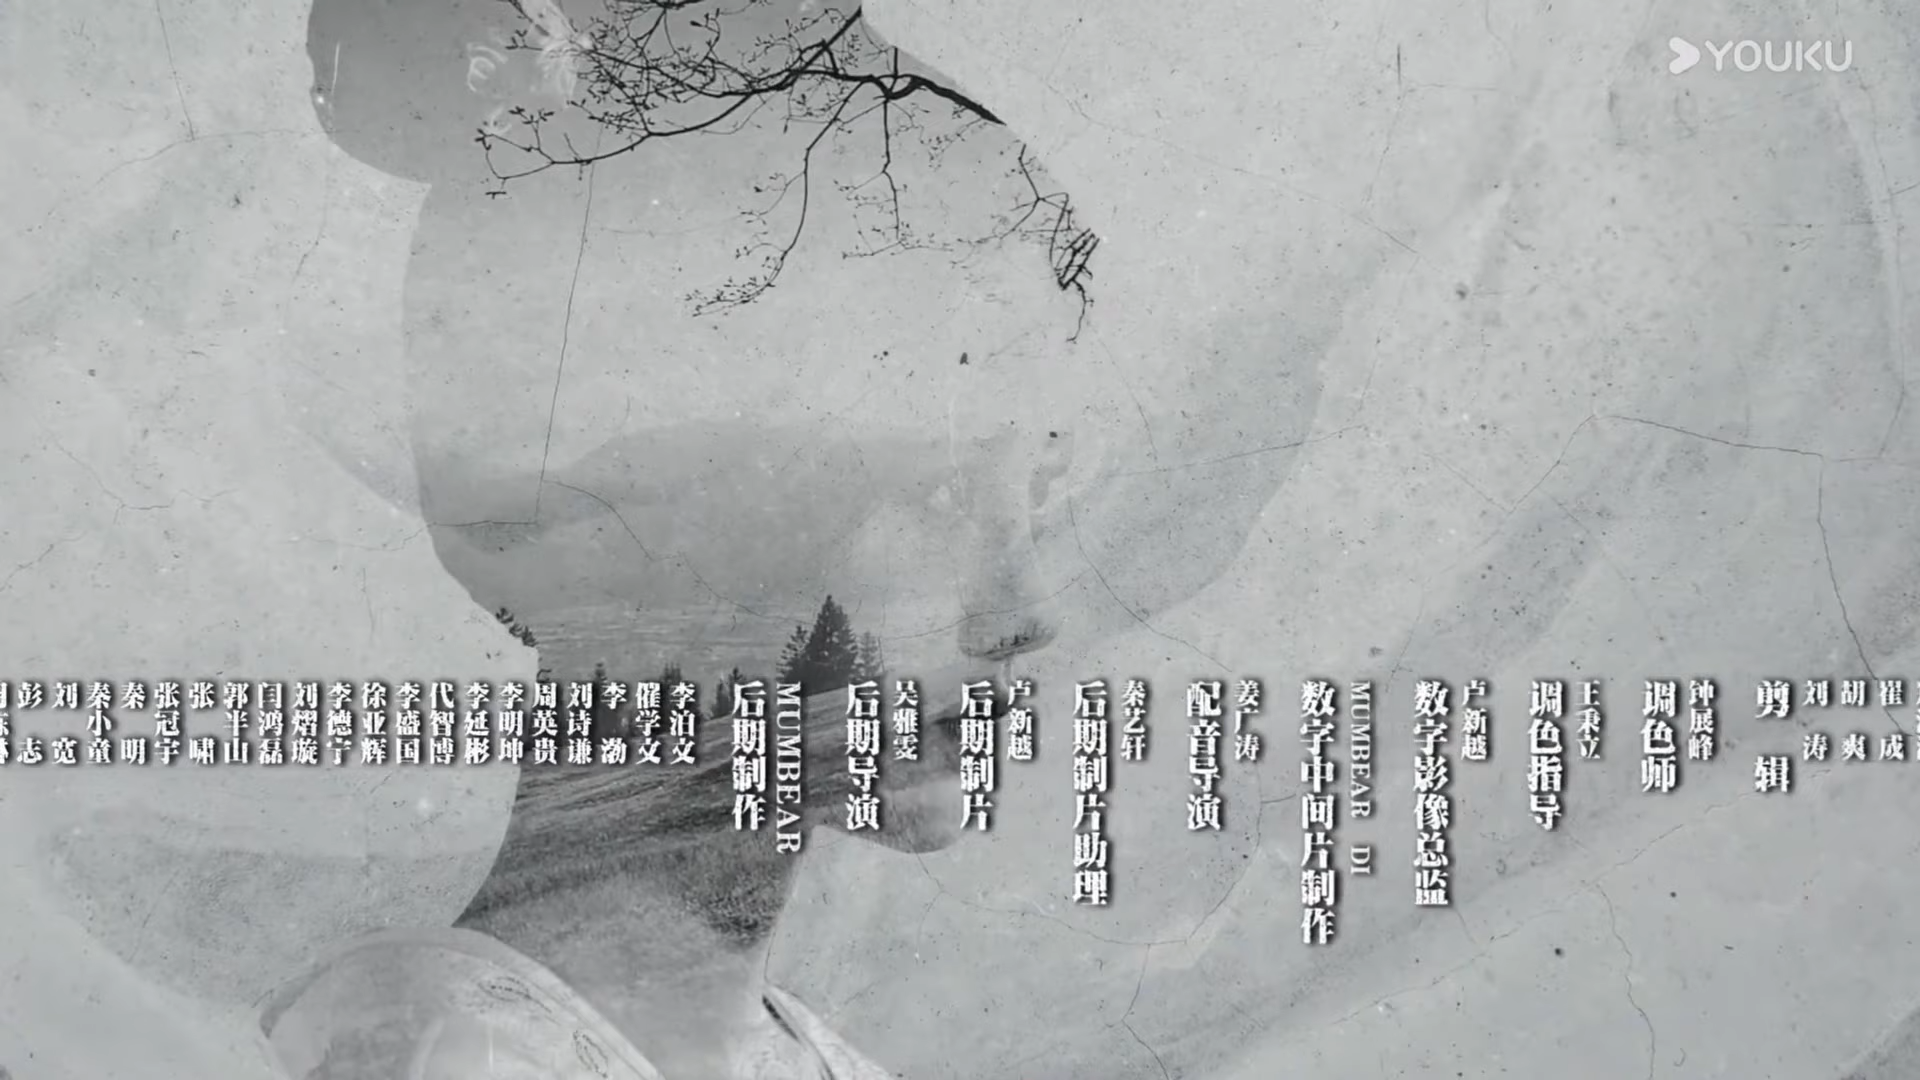 YOUKU
崔成
胡爽
刘涛
剪辑
钟展峰
调色师
王秉立
调色指导
卢新越
数字影像总监
MUMBEAR DI
数字中间片制作
姜广涛
配音导演
秦艺轩
后期制片助理
卢新越
后期制片
吴雅雯
后期导演
MUMBEAR
后期制作
李泊文
催学文
李渤
刘诗谦
周英贵
李明坤
李延彬
代智博
李盛国
徐亚辉
李德宁
刘熠璇
闫鸿磊
郭半山
张啸
张冠宇
秦明
秦小童
刘宽
彭志